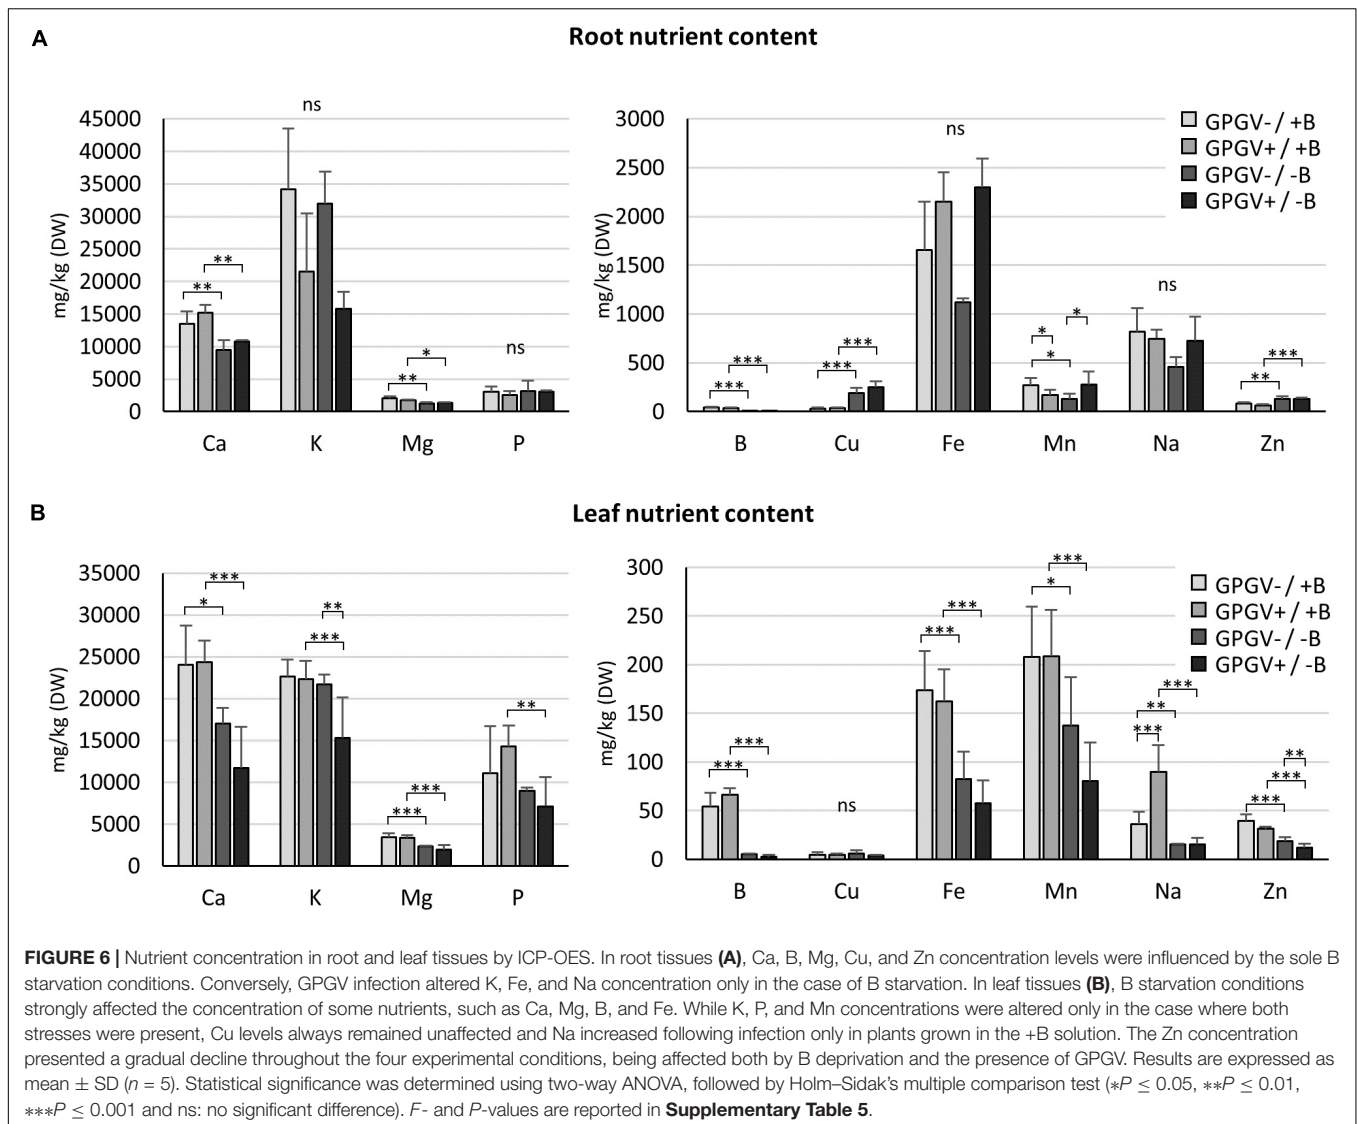 A
Root nutrient content
mg/kg (DW)
45000
40000
35000
30000
25000
20000
15000
10000
5000
0
** ** ns ** * ns
Ca K Mg P
mg/kg (DW)
3000
2500
2000
1500
1000
500
0
GPGV- / +B
GPGV+ / +B
GPGV- / -B
GPGV+ / -B
*** *** *** *** ns * * * ns ** ***
B Cu Fe Mn Na Zn
B
Leaf nutrient content
mg/kg (DW)
35000
30000
25000
20000
15000
10000
5000
0
* *** *** ** *** *** **
Ca K Mg P
mg/kg (DW)
300
250
200
150
100
50
0
GPGV- / +B
GPGV+ / +B
GPGV- / -B
GPGV+ / -B
*** *** ns *** *** * *** *** ** *** *** *** **
B Cu Fe Mn Na Zn
FIGURE 6 | Nutrient concentration in root and leaf tissues by ICP-OES. In root tissues (A), Ca, B, Mg, Cu, and Zn concentration levels were influenced by the sole B
starvation conditions. Conversely, GPGV infection altered K, Fe, and Na concentration only in the case of B starvation. In leaf tissues (B), B starvation conditions
strongly affected the concentration of some nutrients, such as Ca, Mg, B, and Fe. While K, P, and Mn concentrations were altered only in the case where both
stresses were present, Cu levels always remained unaffected and Na increased following infection only in plants grown in the +B solution. The Zn concentration
presented a gradual decline throughout the four experimental conditions, being affected both by B deprivation and the presence of GPGV. Results are expressed as
mean ± SD (n = 5). Statistical significance was determined using two-way ANOVA, followed by Holm–Sidak's multiple comparison test (*P ≤ 0.05, **P ≤ 0.01,
***P ≤ 0.001 and ns: no significant difference). F- and P-values are reported in Supplementary Table 5.